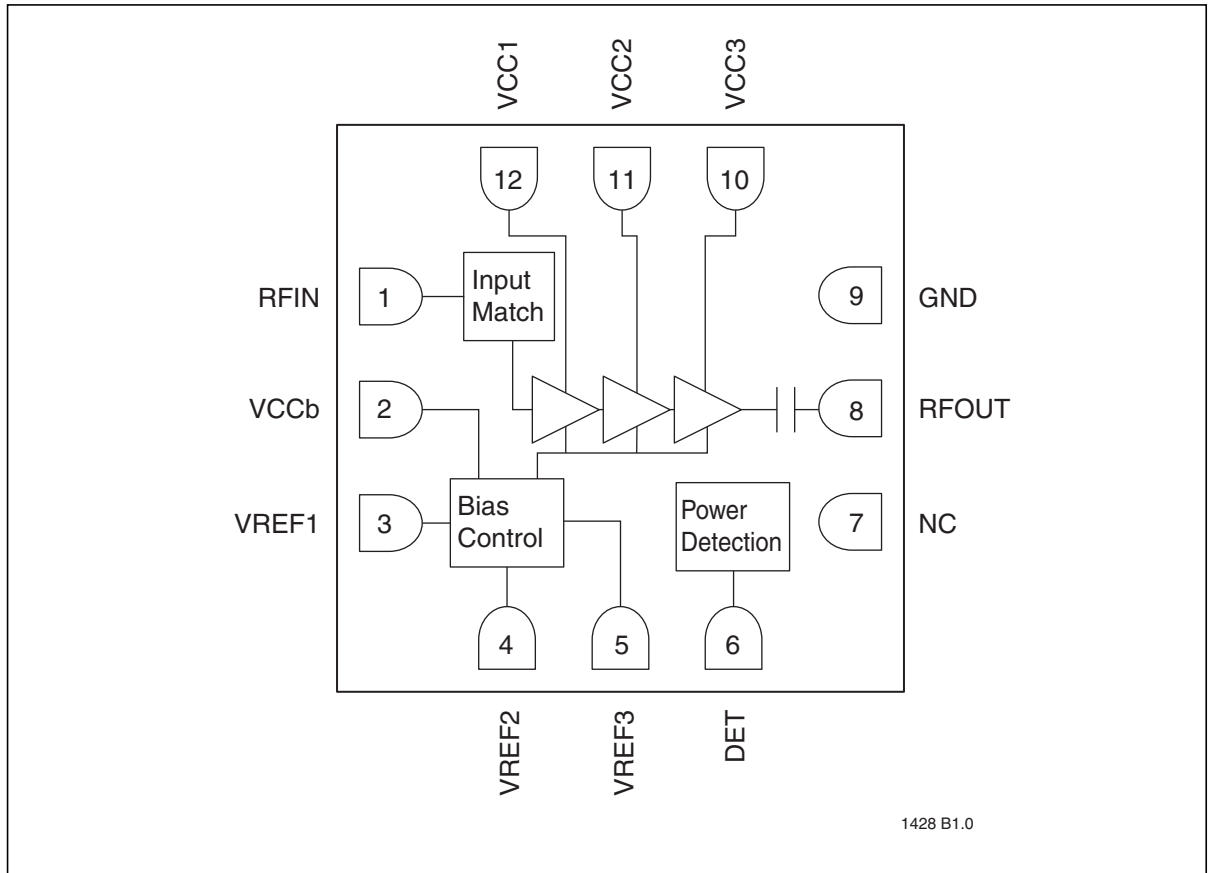 VCC1
VCC2
VCC3
12
11
10
RFIN
1
Input
Match
9
GND
VCCb
2
8
RFOUT
VREF1
3
Bias
Control
Power
Detection
7
NC
4
5
6
VREF2
VREF3
DET
1428 B1.0